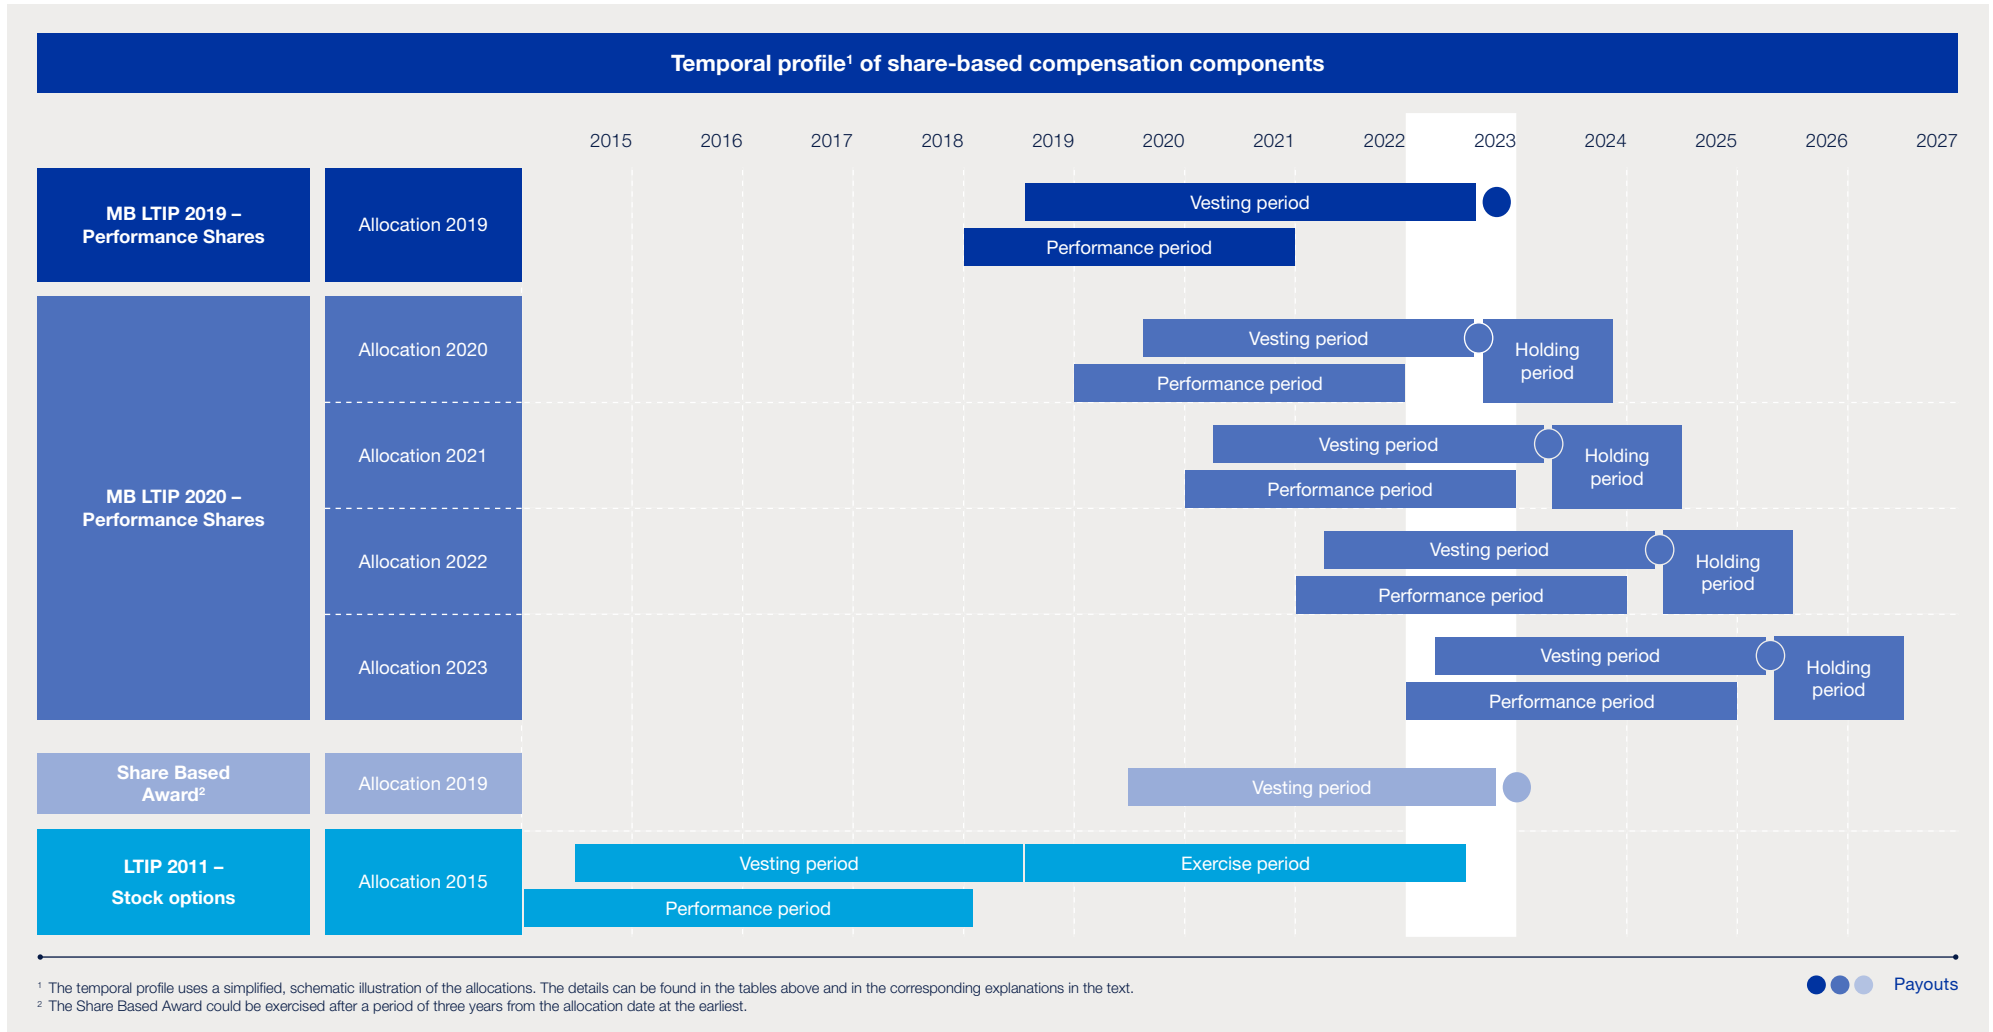 Temporal profile¹ of share-based compensation components
2015 2016 2017 2018 2019 2020 2021 2022 2023 2024 2025 2026 2027
MB LTIP 2019 –
Performance Shares
Allocation 2019
Vesting period
Performance period
MB LTIP 2020 –
Performance Shares
Allocation 2020
Vesting period
Performance period
Holding
period
Allocation 2021
Vesting period
Performance period
Holding
period
Allocation 2022
Vesting period
Performance period
Holding
period
Allocation 2023
Vesting period
Performance period
Holding
period
Share Based
Award²
Allocation 2019
Vesting period
LTIP 2011 –
Stock options
Allocation 2015
Vesting period
Exercise period
Performance period
¹ The temporal profile uses a simplified, schematic illustration of the allocations. The details can be found in the tables above and in the corresponding explanations in the text.
² The Share Based Award could be exercised after a period of three years from the allocation date at the earliest.
Payouts